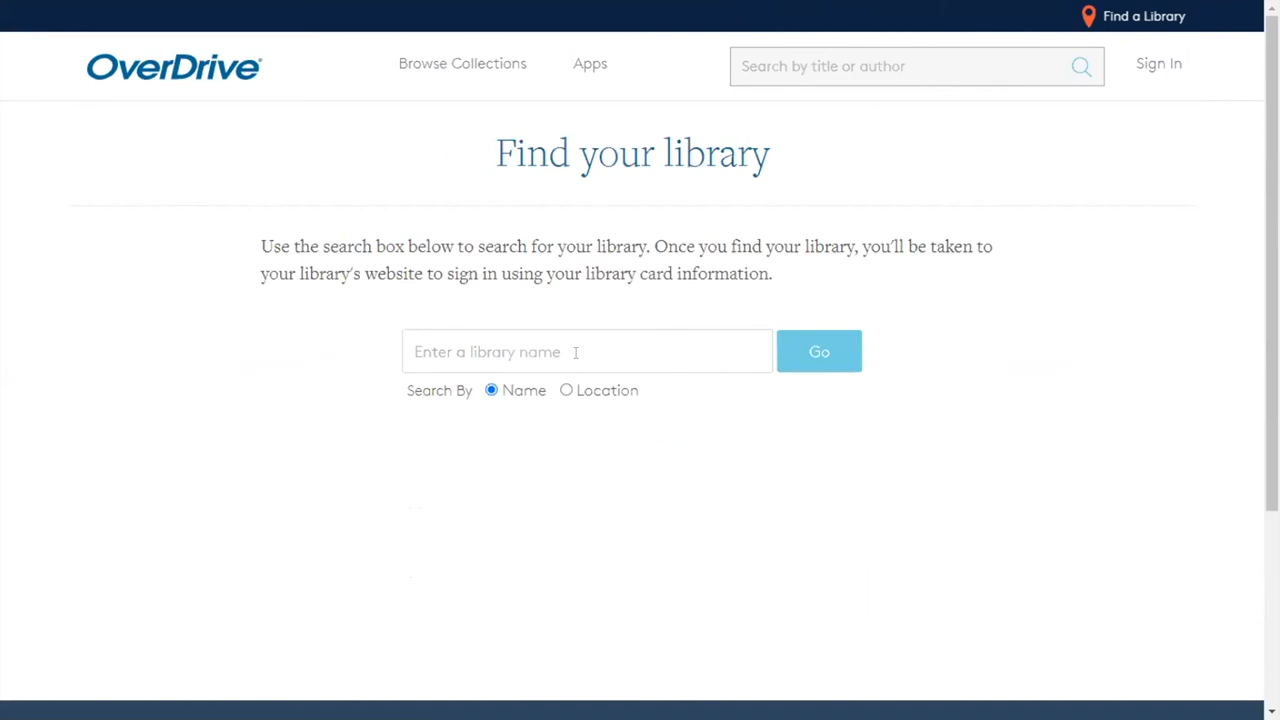 Find a Library
OverDrive®
Browse Collections
Apps
Search by title or author
Sign In
Find your library
Use the search box below to search for your library. Once you find your library, you'll be taken to
your library's website to sign in using your library card information.
Enter a library name
Go
Search By
Name
Location